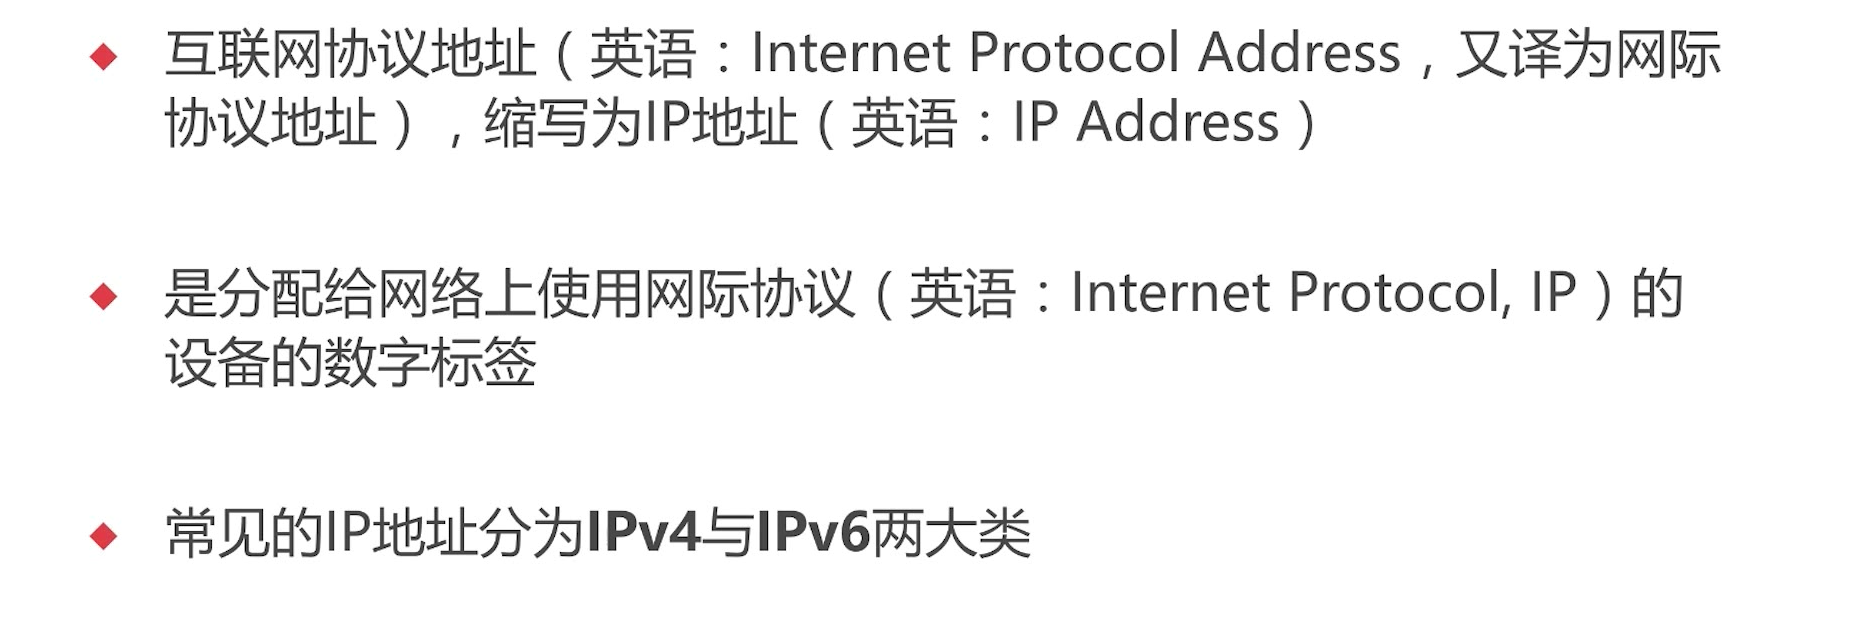 互联网协议地址（英语：Internet Protocol Address，又译为网际
协议地址），缩写为IP地址（英语：IP Address）
是分配给网络上使用网际协议（英语：Internet Protocol, IP）的
设备的数字标签
常见的IP地址分为IPv4与IPv6两大类